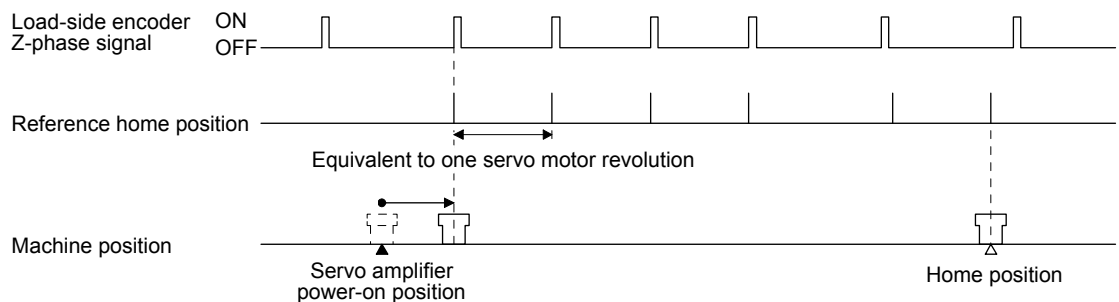 Load-side encoder
Z-phase signal
ON
OFF
Reference home position
Equivalent to one servo motor revolution
Machine position
Servo amplifier
power-on position
Home position